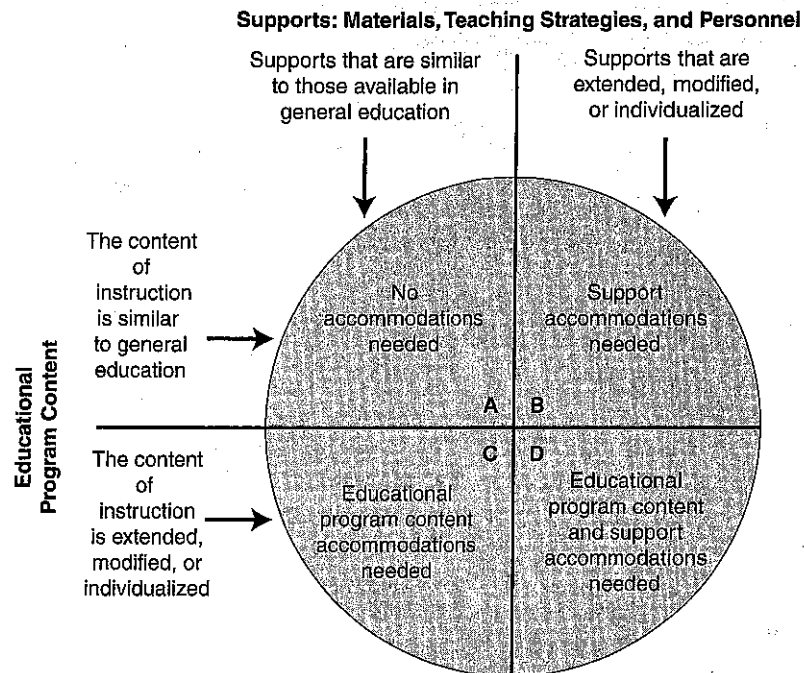 Supports: Materials, Teaching Strategies, and Personnel
Supports that are similar
to those available in
general education
Supports that are
extended, modified,
or individualized
Educational
Program Content
The content
of
instruction
is similar
to general
education
No
accommodations
needed
Support
accommodations
needed
A
B
The content
of
instruction
is extended,
modified, or
individualized
C
D
Educational
program content
accommodations
needed
Educational
program content
and support
accommodations
needed